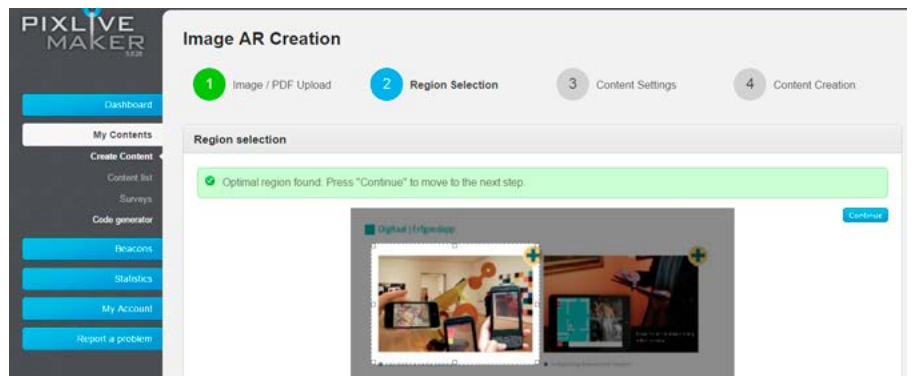 PIXLIVE
MAKER
Image AR Creation
1 Image / PDF Upload
2 Region Selection
3 Content Settings
4 Content Creation
Dashboard
My Contents
Create Content
Content list
Surveys
Code generator
Beacons
Statistics
My Account
Report a problem
Region selection
Optimal region found. Press "Continue" to move to the next step.
Continue
Digitaal | Erfgoedapp